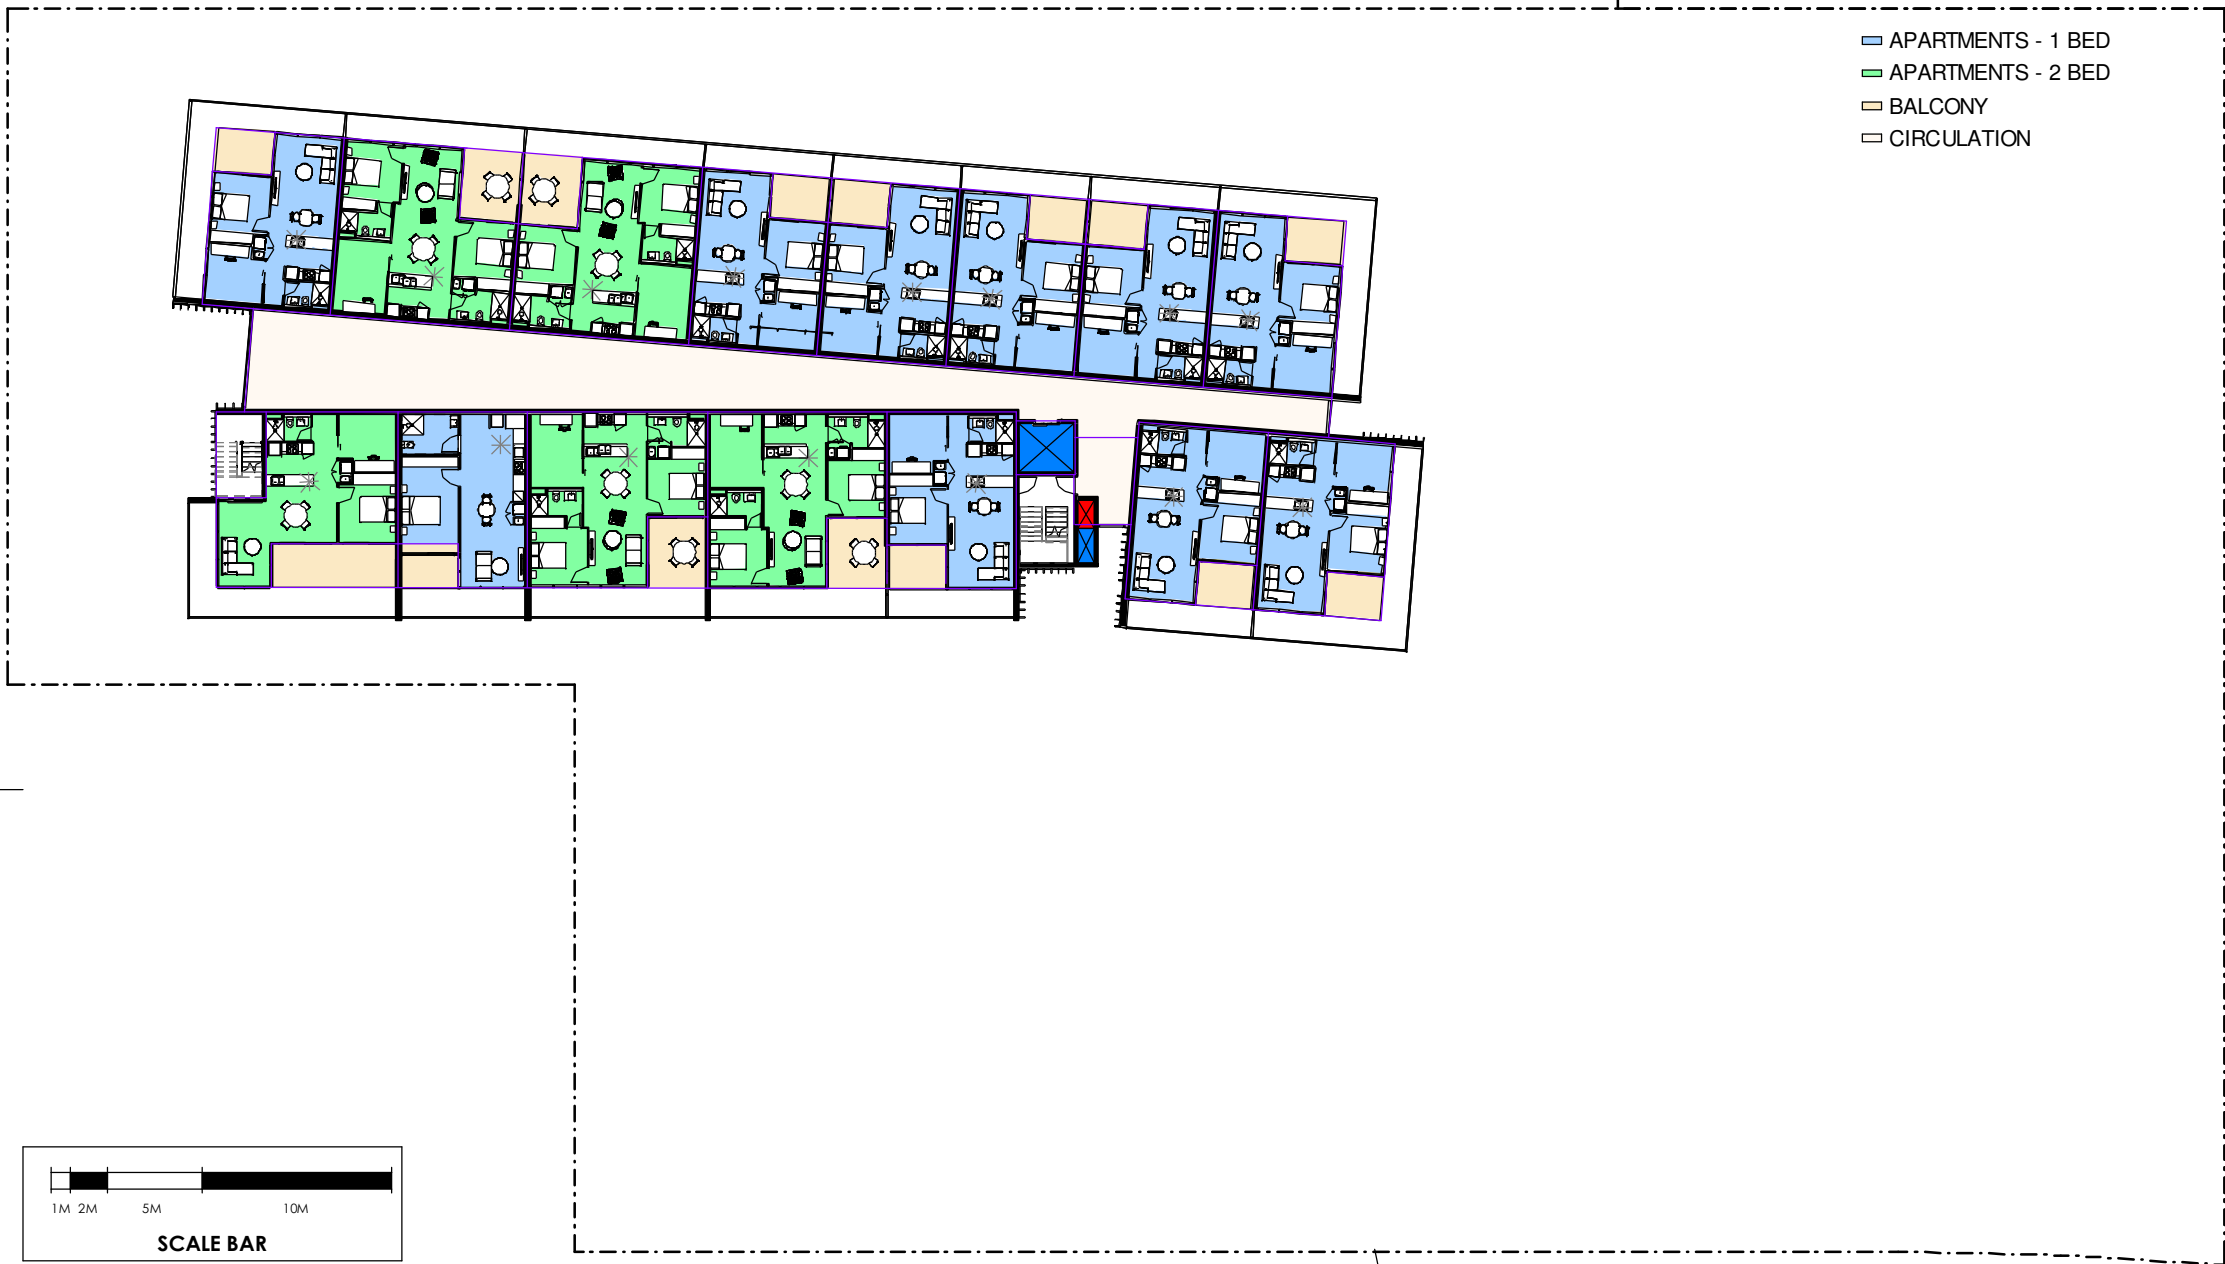 APARTMENTS - 1 BED
APARTMENTS - 2 BED
BALCONY
CIRCULATION
1M 2M 5M 10M
SCALE BAR